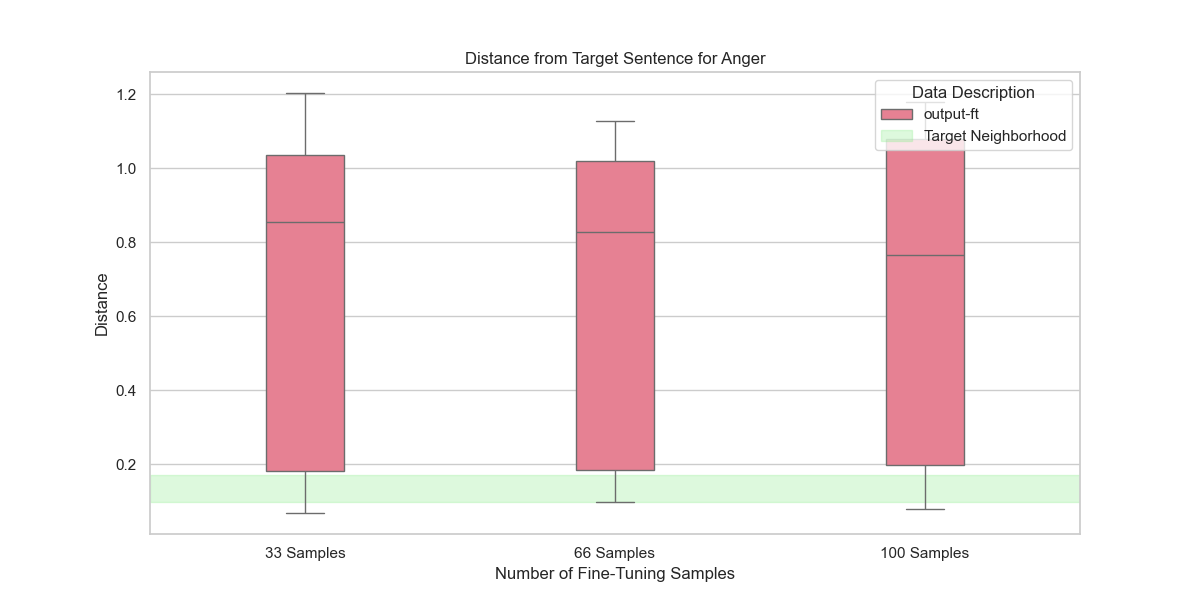 Distance from Target Sentence for Anger
Data Description
output-ft
Target Neighborhood
Distance
1.2
1.0
0.8
0.6
0.4
0.2
33 Samples
66 Samples
100 Samples
Number of Fine-Tuning Samples